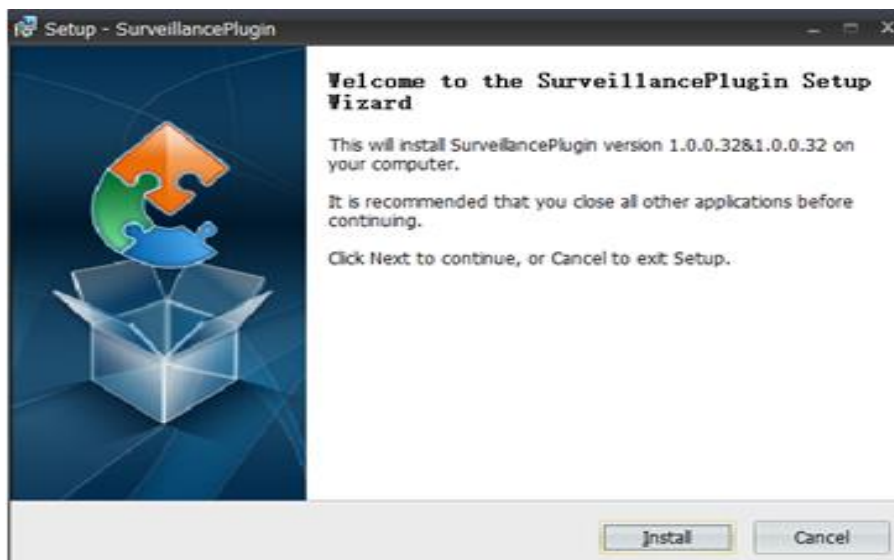 Setup - SurveillancePlugin
Welcome to the SurveillancePlugin Setup
Wizard
This will install SurveillancePlugin version 1.0.0.32&1.0.0.32 on
your computer.
It is recommended that you close all other applications before
continuing.
Click Next to continue, or Cancel to exit Setup.
Install
Cancel